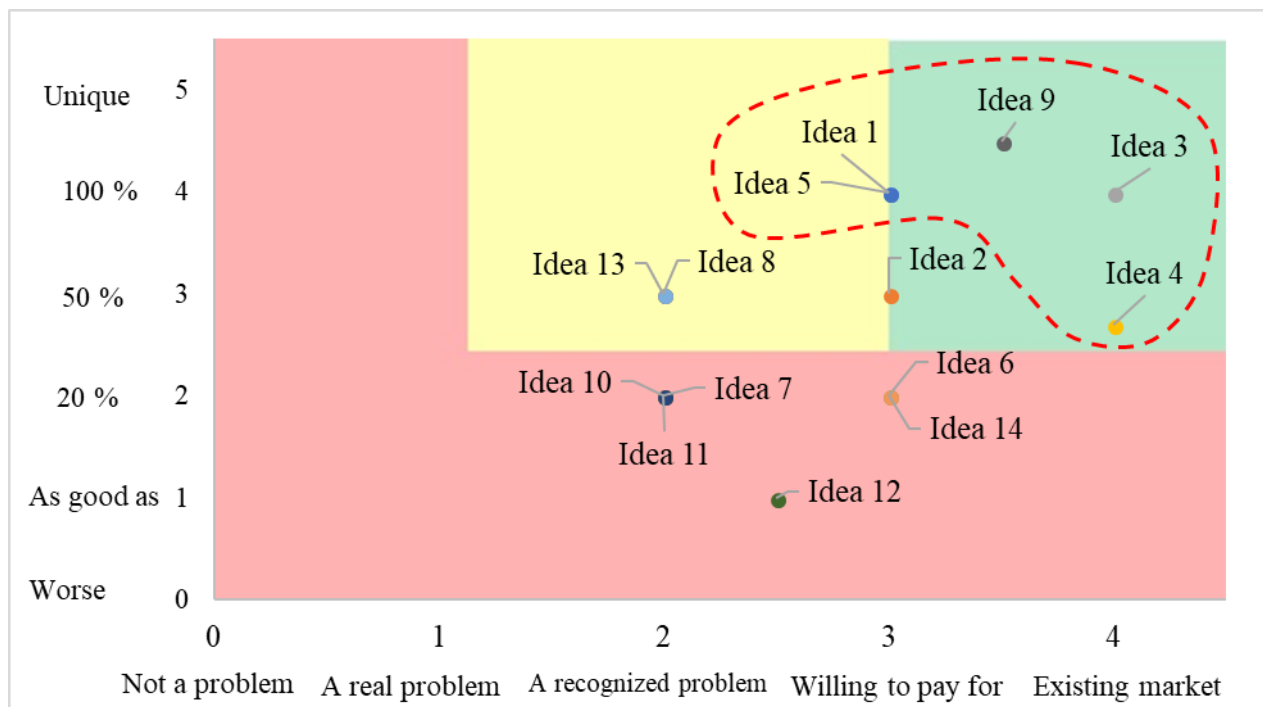 Unique 5
Idea 9
Idea 1
Idea 3
100 % 4
Idea 5
Idea 13 Idea 8 Idea 2
Idea 4
50 % 3
Idea 6
20 % 2
Idea 10 Idea 7
Idea 14
Idea 11
As good as 1
Idea 12
Worse 0
0 1 2 3 4
Not a problem A real problem A recognized problem Willing to pay for Existing market